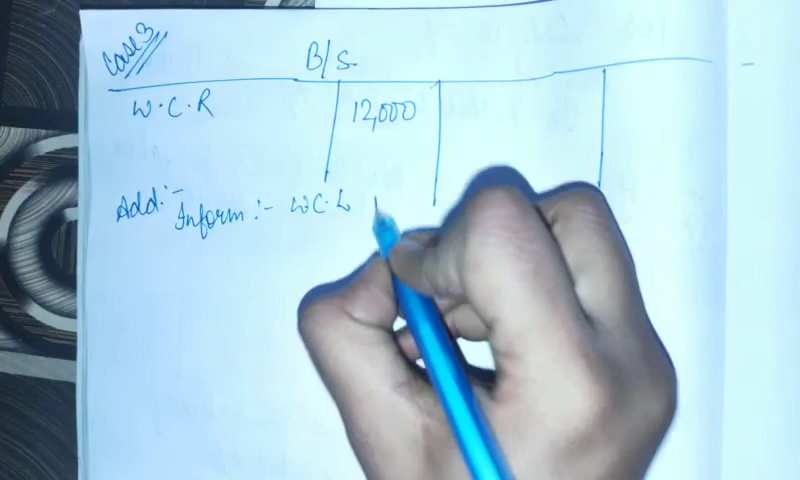 Case 3
B/S
W.C.R 12,000
Add:- Inform:- W.C.L